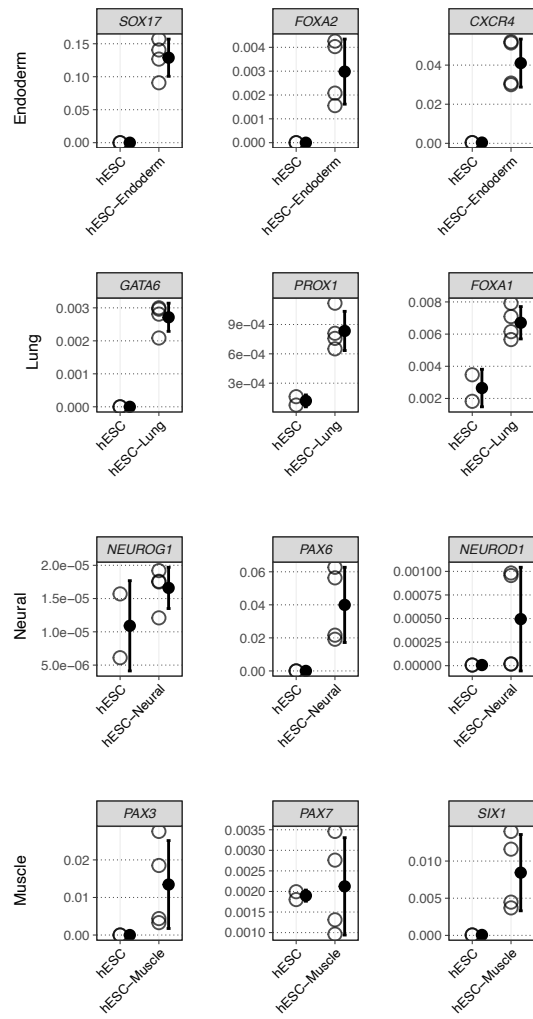 Endoderm
SOX17
0.15
0.10
0.05
0.00
hESC
hESC–Endoderm
FOXA2
0.004
0.003
0.002
0.001
0.000
hESC
hESC–Endoderm
CXCR4
0.04
0.02
0.00
hESC
hESC–Endoderm
Lung
GATA6
0.003
0.002
0.001
0.000
hESC
hESC–Lung
PROX1
9e−04
6e−04
3e−04
hESC
hESC–Lung
FOXA1
0.008
0.006
0.004
0.002
hESC
hESC–Lung
Neural
NEUROG1
2.0e−05
1.5e−05
1.0e−05
5.0e−06
hESC
hESC–Neural
PAX6
0.06
0.04
0.02
0.00
hESC
hESC–Neural
NEUROD1
0.00100
0.00075
0.00050
0.00025
0.00000
hESC
hESC–Neural
Muscle
PAX3
0.02
0.01
0.00
hESC
hESC–Muscle
PAX7
0.0035
0.0030
0.0025
0.0020
0.0015
0.0010
hESC
hESC–Muscle
SIX1
0.010
0.005
0.000
hESC
hESC–Muscle